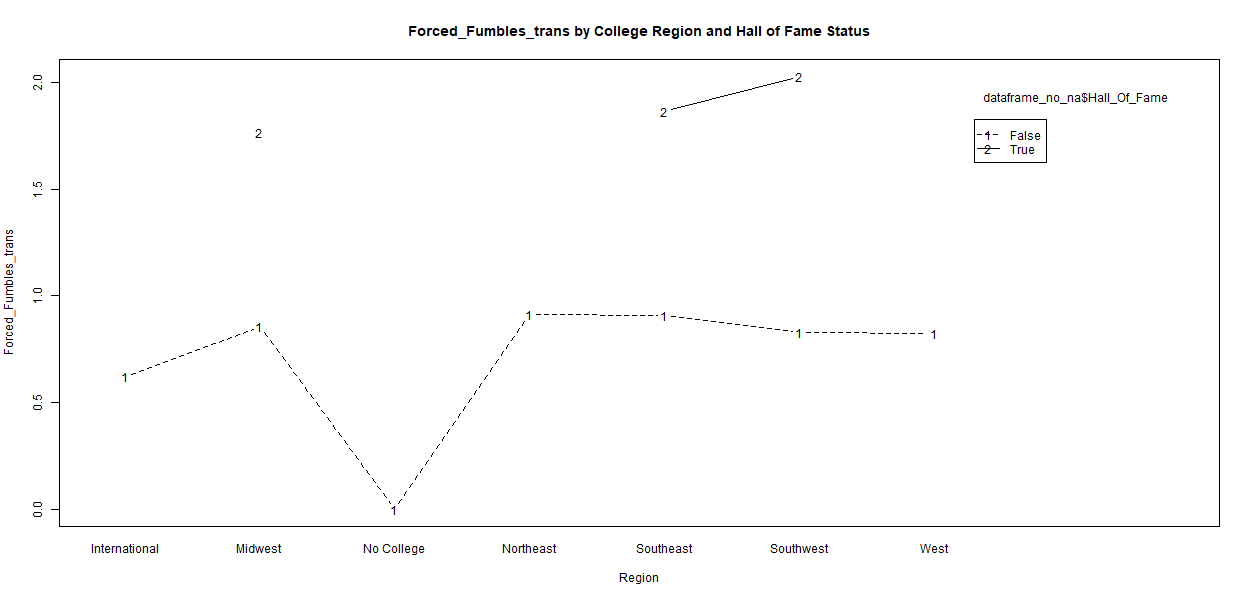 Forced_Fumbles_trans by College Region and Hall of Fame Status
2.0
1.5
1.0
0.5
0.0
Forced_Fumbles_trans
2
2
2
1
1
1
1
1
1
1
dataframe_no_na$Hall_Of_Fame
1 False
2 True
International Midwest No College Northeast Southeast Southwest West
Region